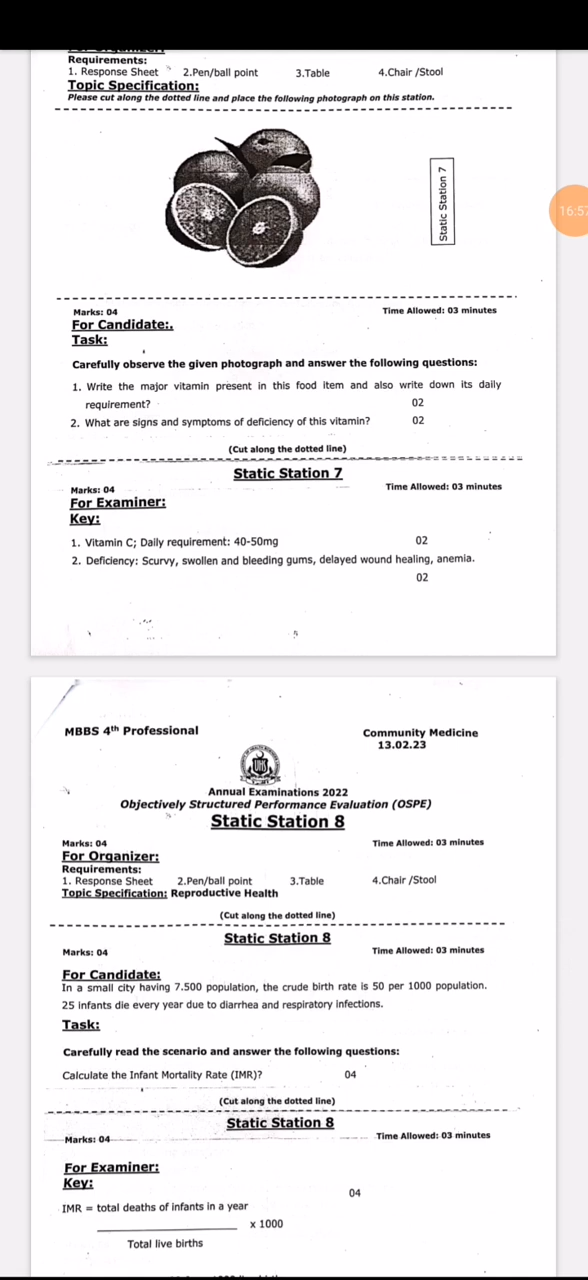 Requirements:
1. Response Sheet 2.Pen/ball point 3.Table 4.Chair /Stool
Topic Specification:
Please cut along the dotted line and place the following photograph on this station.
Static Station 7
16:57
Marks: 04 Time Allowed: 03 minutes
For Candidate:.
Task:
Carefully observe the given photograph and answer the following questions:
1. Write the major vitamin present in this food item and also write down its daily
requirement? 02
2. What are signs and symptoms of deficiency of this vitamin? 02
(Cut along the dotted line)
Static Station 7
Marks: 04 Time Allowed: 03 minutes
For Examiner:
Key:
1. Vitamin C; Daily requirement: 40-50mg 02
2. Deficiency: Scurvy, swollen and bleeding gums, delayed wound healing, anemia.
02
MBBS 4th Professional Community Medicine
13.02.23
UHS
Annual Examinations 2022
Objectively Structured Performance Evaluation (OSPE)
Static Station 8
Marks: 04 Time Allowed: 03 minutes
For Organizer:
Requirements:
1. Response Sheet 2.Pen/ball point 3.Table 4.Chair /Stool
Topic Specification: Reproductive Health
(Cut along the dotted line)
Static Station 8
Marks: 04 Time Allowed: 03 minutes
For Candidate:
In a small city having 7.500 population, the crude birth rate is 50 per 1000 population.
25 infants die every year due to diarrhea and respiratory infections.
Task:
Carefully read the scenario and answer the following questions:
Calculate the Infant Mortality Rate (IMR)? 04
(Cut along the dotted line)
Static Station 8
Marks: 04 Time Allowed: 03 minutes
For Examiner:
Key:
04
IMR = total deaths of infants in a year
x 1000
Total live births